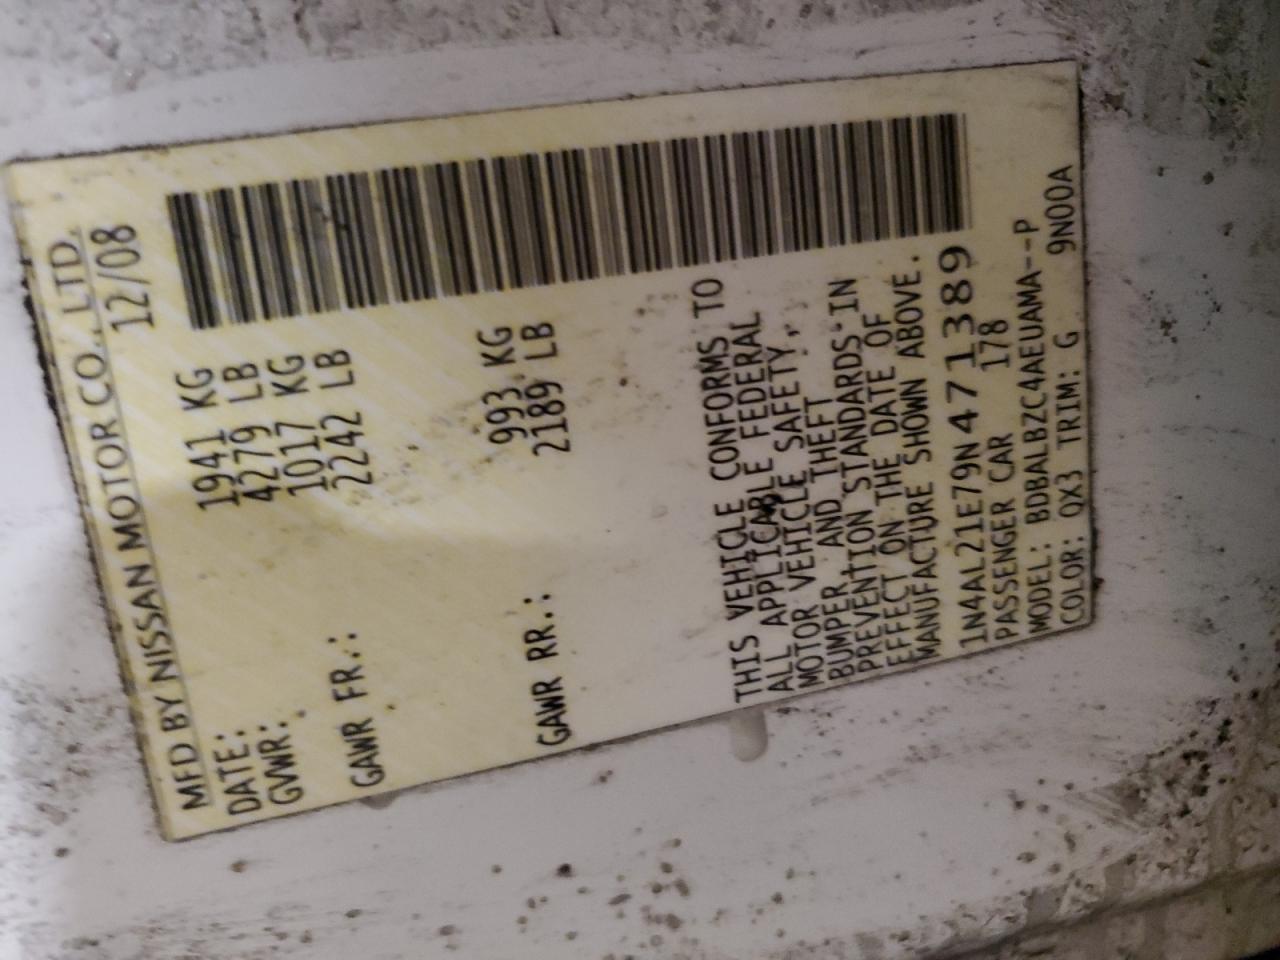 MFD BY NISSAN MOTOR CO., LTD.
DATE: 12/08
GVWR: 1941 KG
4279 LB
GAWR FR.: 1017 KG
2242 LB
GAWR RR.: 993 KG
2189 LB
THIS VEHICLE CONFORMS TO
ALL APPLICABLE FEDERAL
MOTOR VEHICLE SAFETY,
BUMPER, AND THEFT
PREVENTION STANDARDS IN
EFFECT ON THE DATE OF
MANUFACTURE SHOWN ABOVE.
1N4AL21E79N471389
PASSENGER CAR 178
MODEL: BDBALBZC4AEUAMA--P
COLOR: QX3 TRIM: G 9N00A